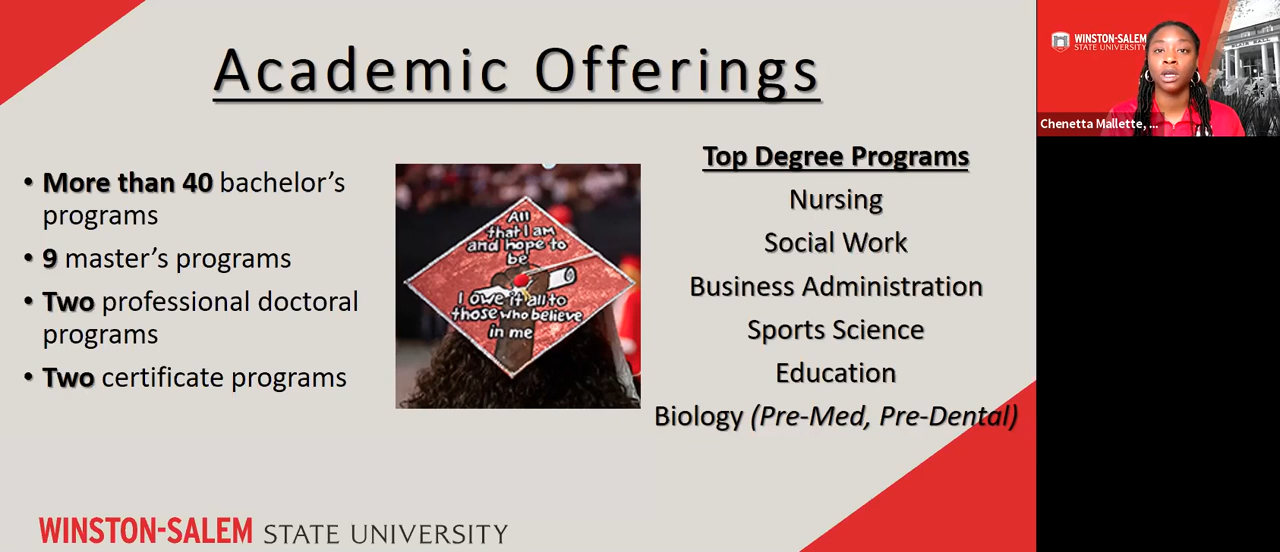 Academic Offerings
• More than 40 bachelor's
programs
• 9 master's programs
• Two professional doctoral
programs
• Two certificate programs
All
that I am
and hope to
be
I owe it all to
those who believe
in me
Top Degree Programs
Nursing
Social Work
Business Administration
Sports Science
Education
Biology (Pre-Med, Pre-Dental)
WINSTON-SALEM STATE UNIVERSITY
WINSTON-SALEM
STATE UNIVERSITY
Chenetta Mallette, ...